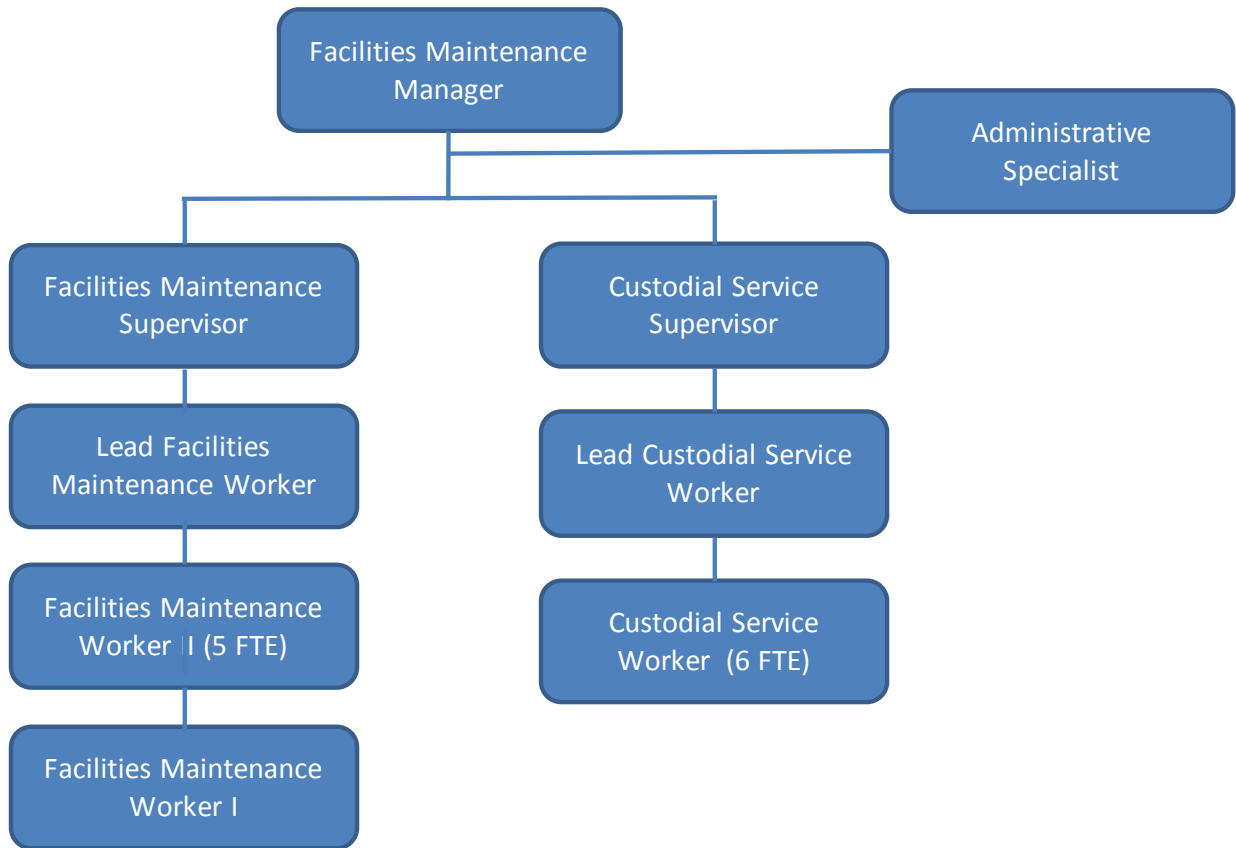 Facilities Maintenance
Manager
Administrative
Specialist
Facilities Maintenance
Supervisor
Custodial Service
Supervisor
Lead Facilities
Maintenance Worker
Lead Custodial Service
Worker
Facilities Maintenance
Worker II (5 FTE)
Custodial Service
Worker (6 FTE)
Facilities Maintenance
Worker I